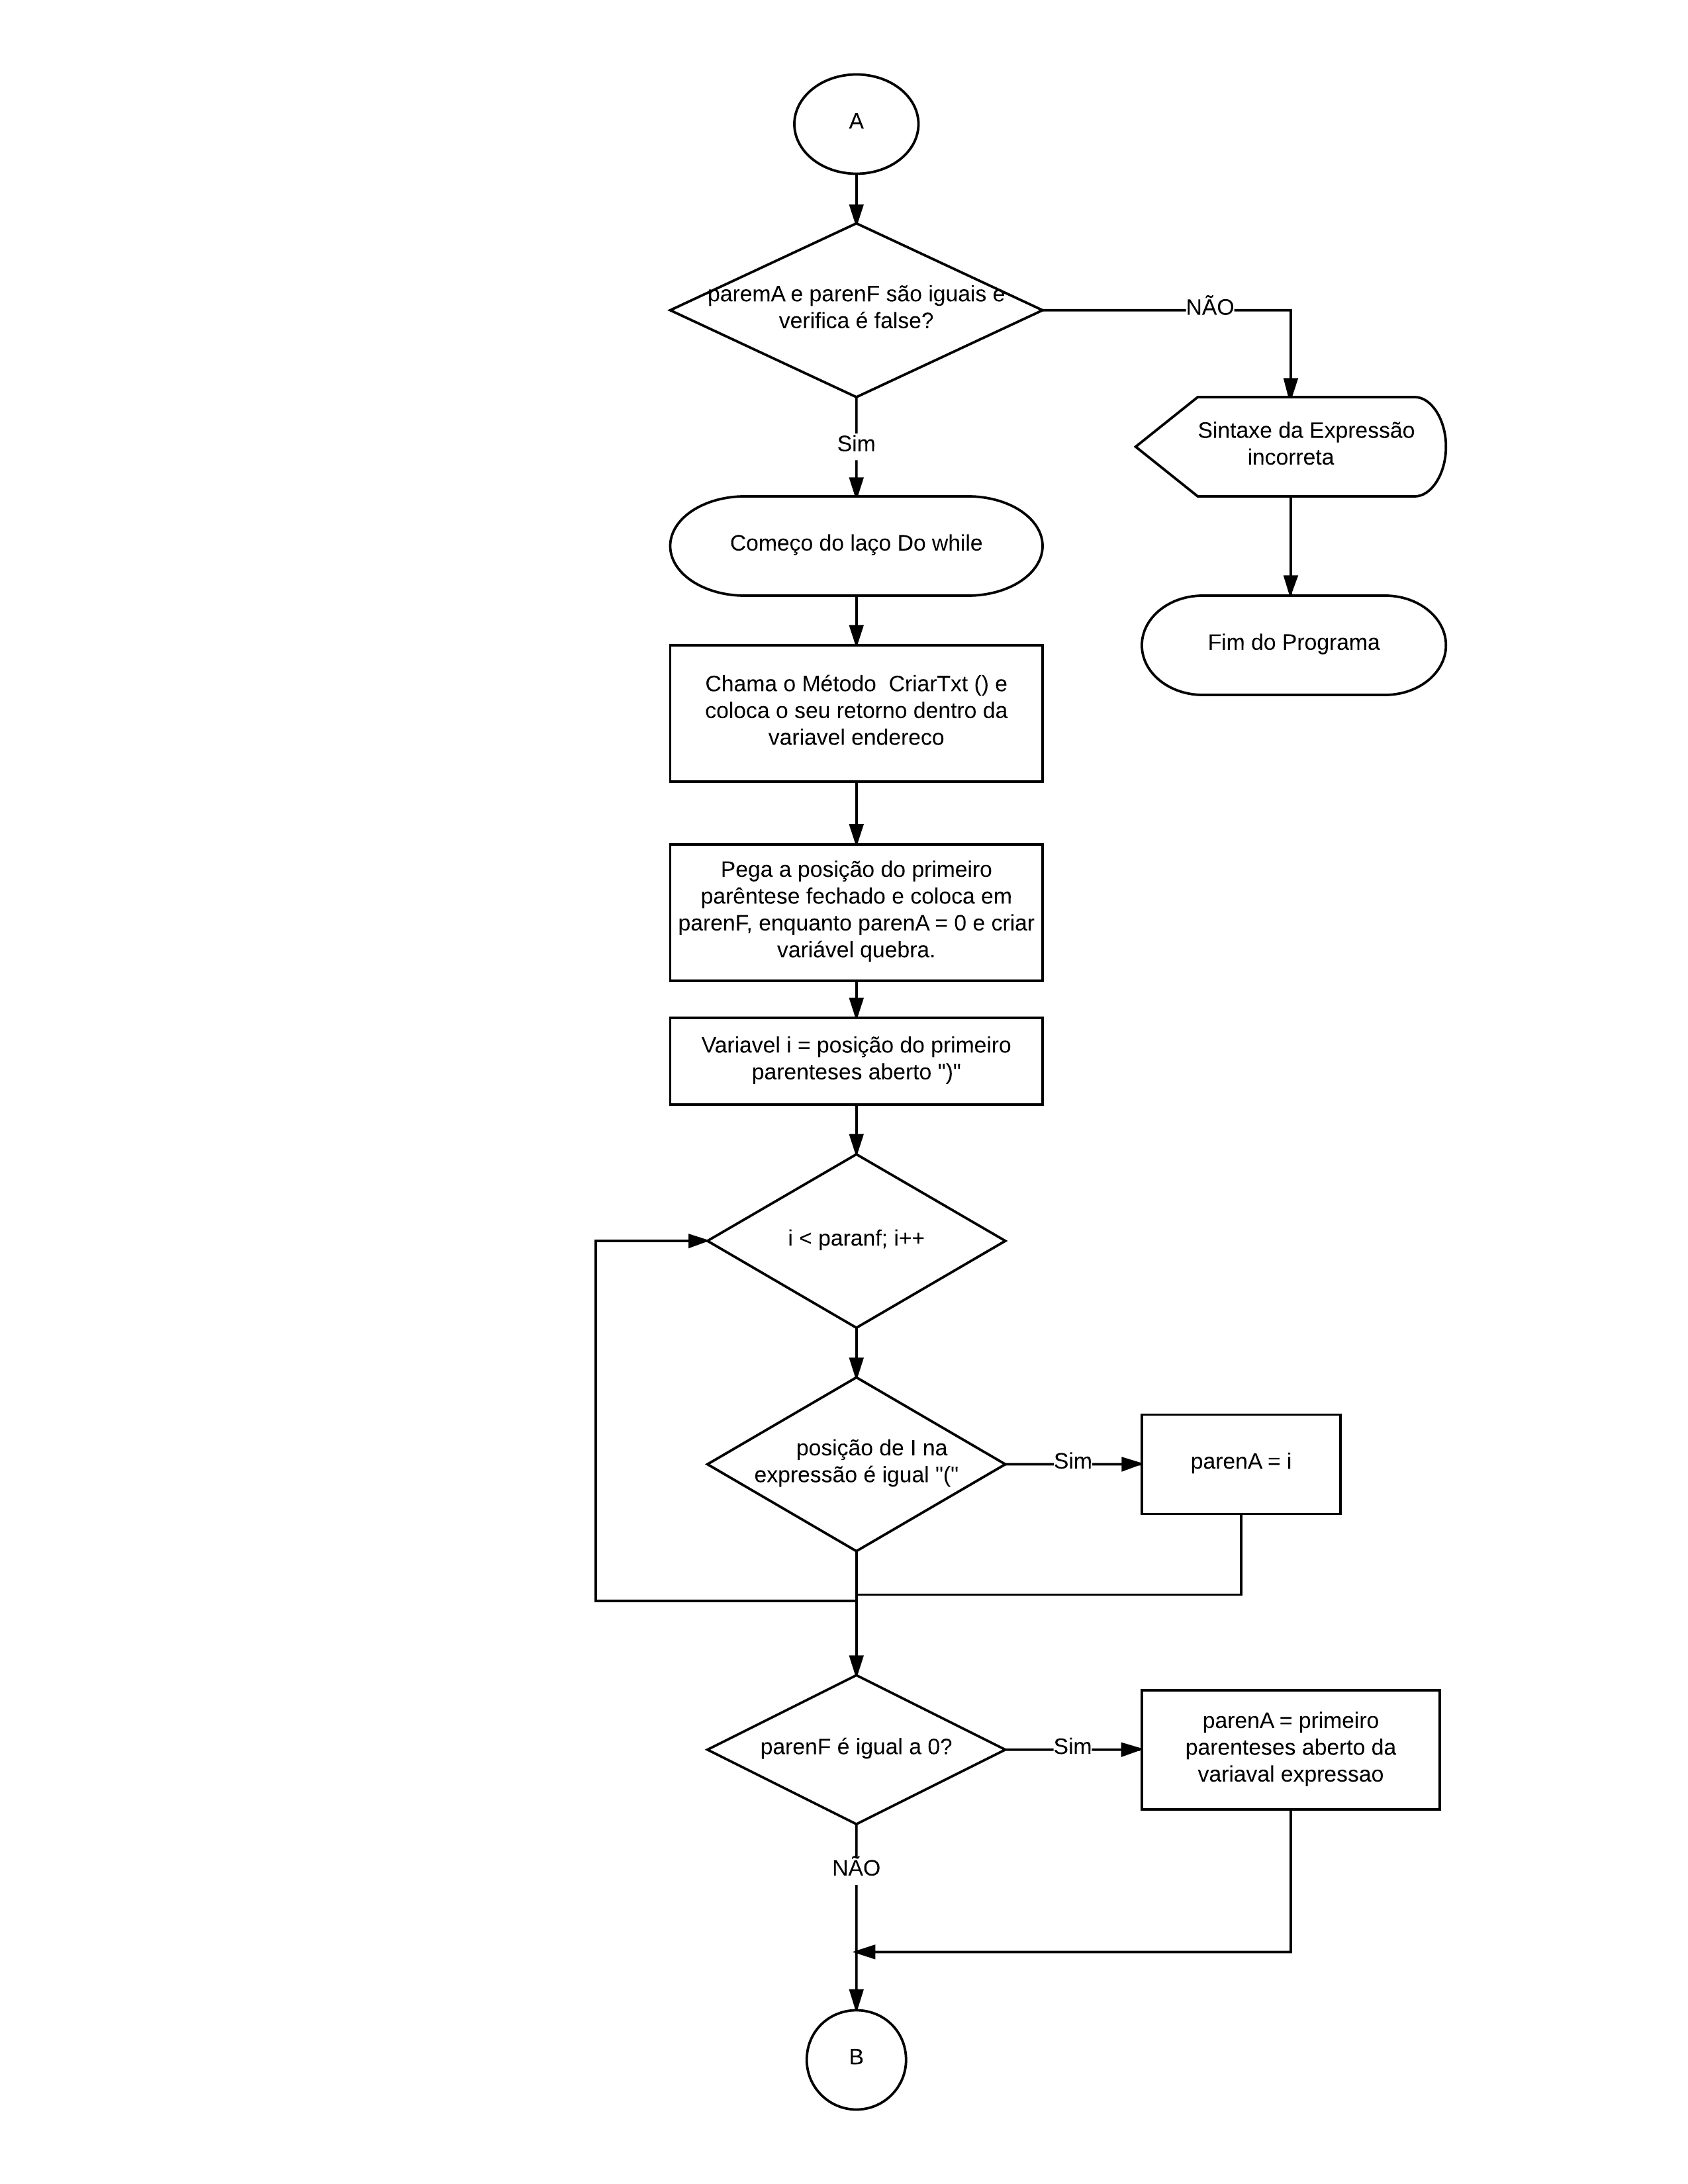 A
paremA e parenF são iguais e
verifica é false?
NÃO
Sintaxe da Expressão
incorreta
Sim
Começo do laço Do while
Fim do Programa
Chama o Método  CriarTxt () e
coloca o seu retorno dentro da
variavel endereco
Pega a posição do primeiro
parêntese fechado e coloca em
parenF, enquanto parenA = 0 e criar
variável quebra.
Variavel i = posição do primeiro
parenteses aberto ")"
i < paranf; i++
posição de I na
expressão é igual "("
Sim
parenA = i
parenF é igual a 0?
Sim
parenA = primeiro
parenteses aberto da
variaval expressao
NÃO
B